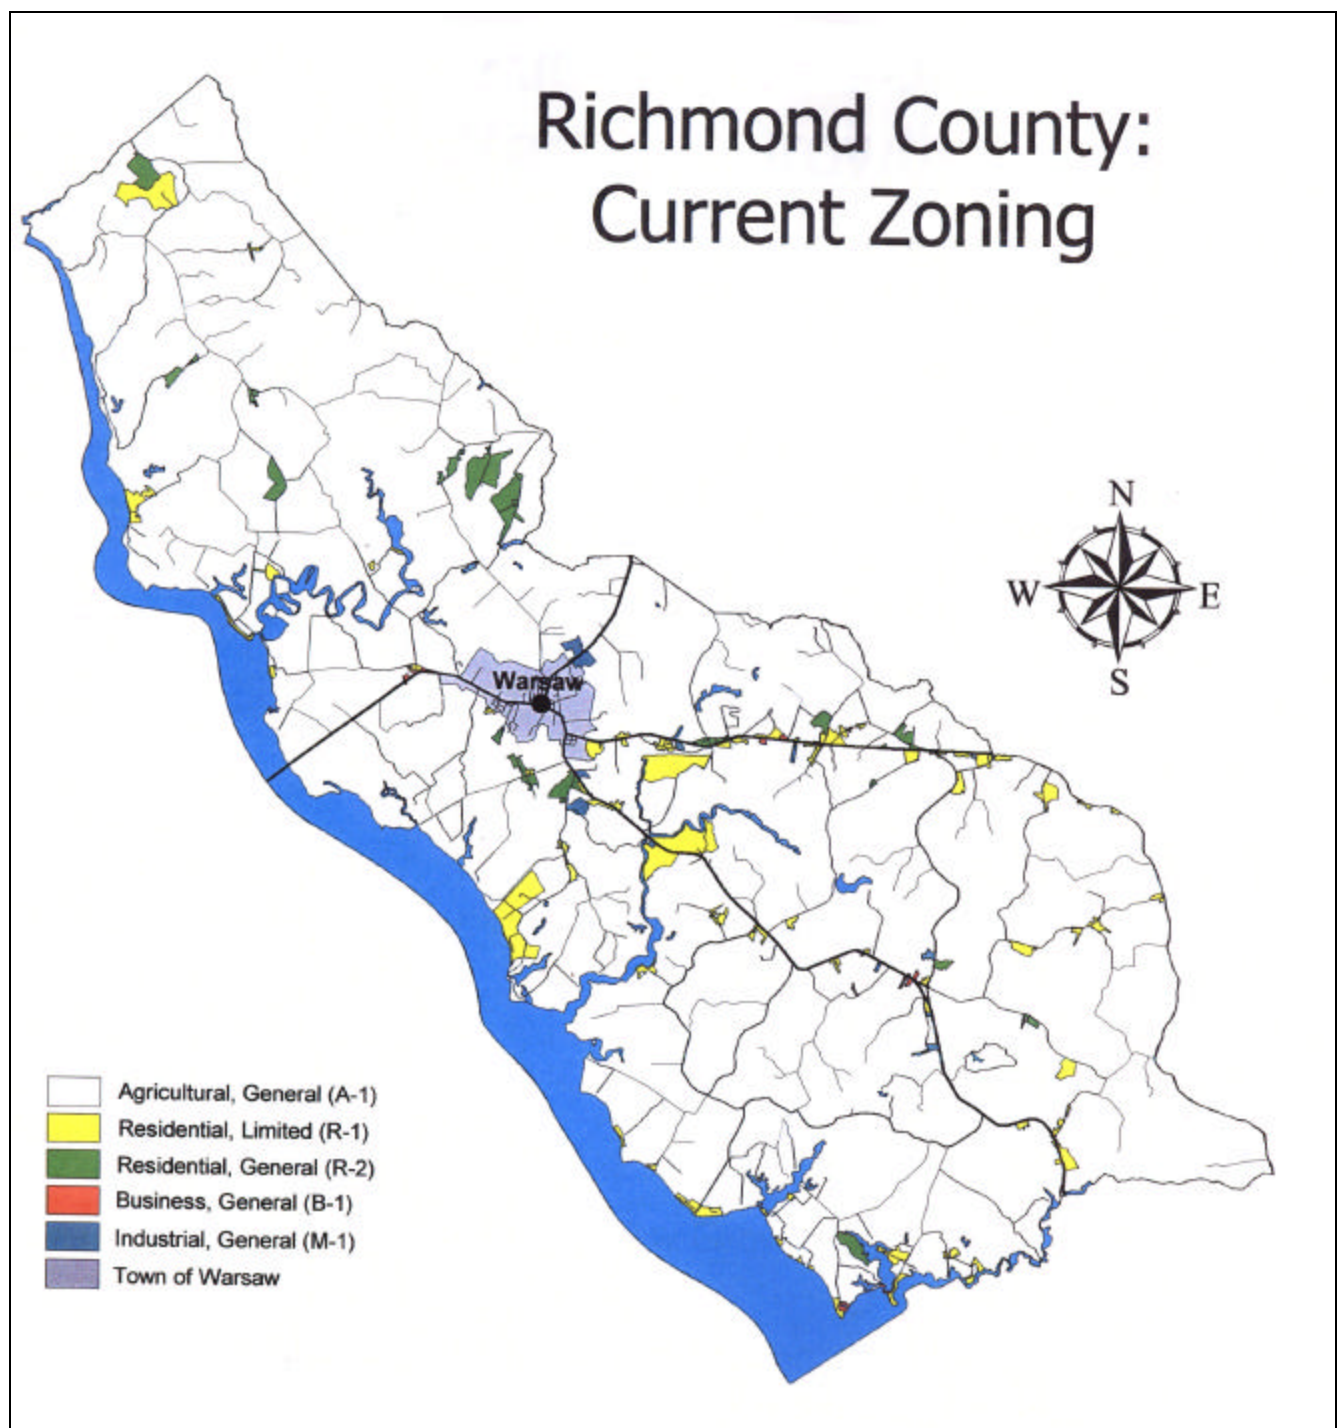 Richmond County:
Current Zoning
N
W
E
S
Warsaw
Agricultural, General (A-1)
Residential, Limited (R-1)
Residential, General (R-2)
Business, General (B-1)
Industrial, General (M-1)
Town of Warsaw